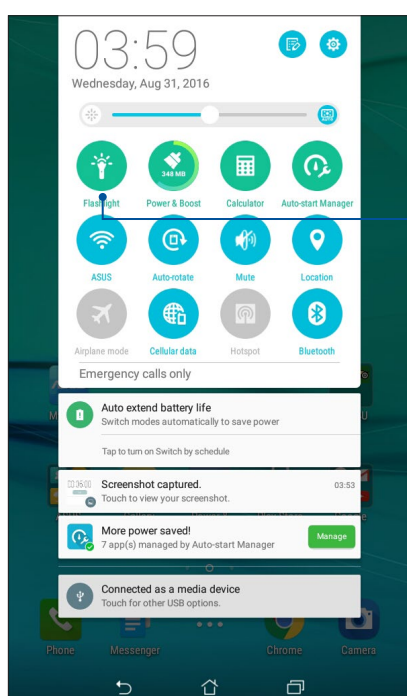 03:59
Wednesday, Aug 31, 2016
AUTO
348 MB
Flashlight
Power & Boost
Calculator
Auto-start Manager
ASUS
Auto-rotate
Mute
Location
Airplane mode
Cellular data
Hotspot
Bluetooth
Emergency calls only
Auto extend battery life
Switch modes automatically to save power
Tap to turn on Switch by schedule
Screenshot captured.
03:53
Touch to view your screenshot.
More power saved!
7 app(s) managed by Auto-start Manager
Manage
Connected as a media device
Touch for other USB options.
Phone
Messenger
Chrome
Camera